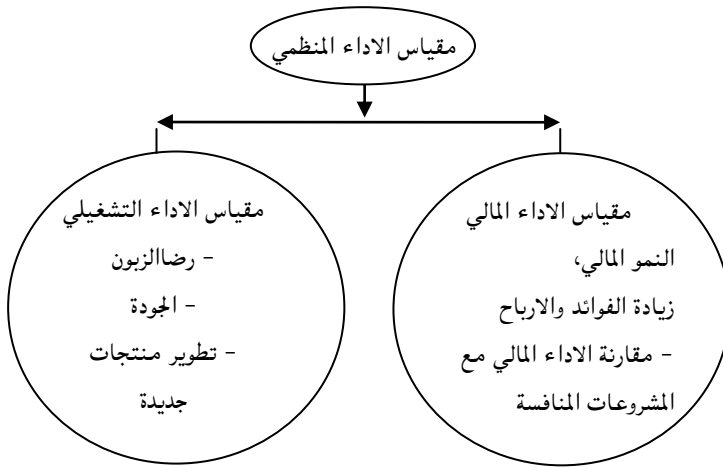 مقياس الاداء المنظمي
مقياس الاداء المالي
النمو المالي،
زيادة الفوائد والارباح
- مقارنة الاداء المالي مع
المشروعات المنافسة
مقياس الاداء التشغيلي
- رضاالزبون
- الجودة
- تطوير منتجات
جديدة